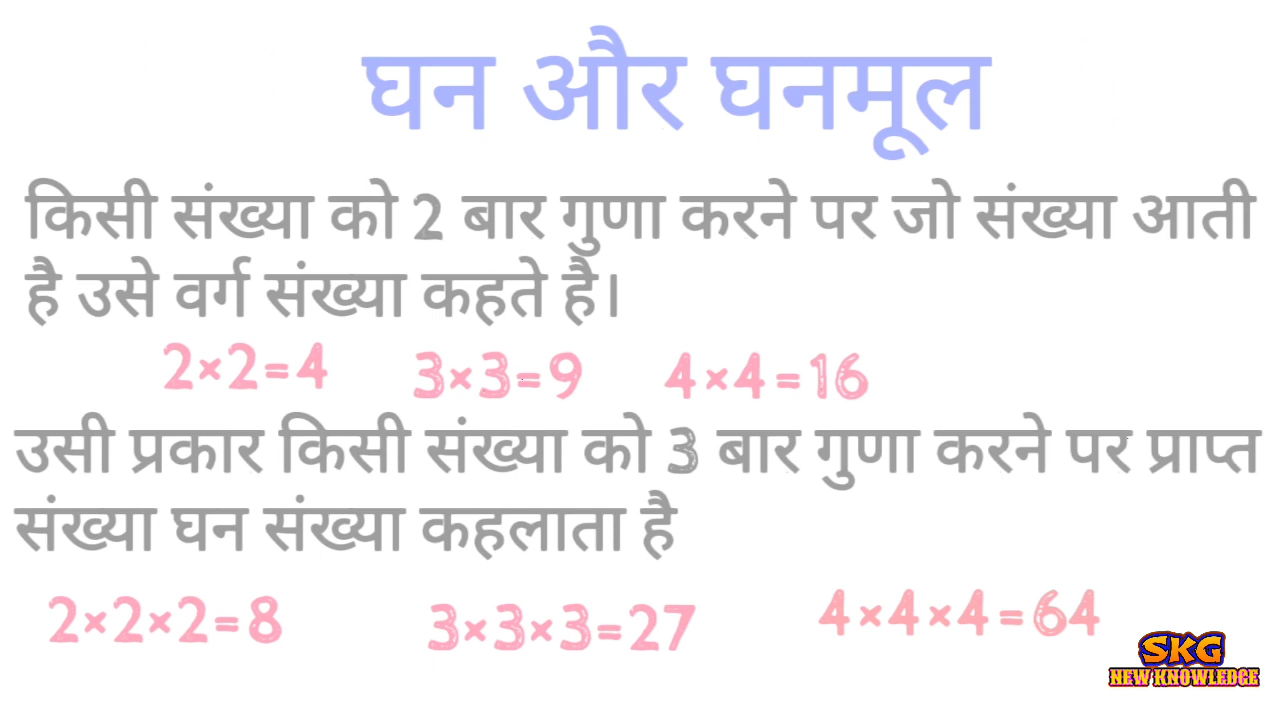 घन और घनमूल
किसी संख्या को 2 बार गुणा करने पर जो संख्या आती
है उसे वर्ग संख्या कहते है।
2×2=4 3×3=9 4×4=16
उसी प्रकार किसी संख्या को 3 बार गुणा करने पर प्राप्त
संख्या घन संख्या कहलाता है
2×2×2=8 3×3×3=27 4×4×4=64
SKG
NEW KNOWLEDGE